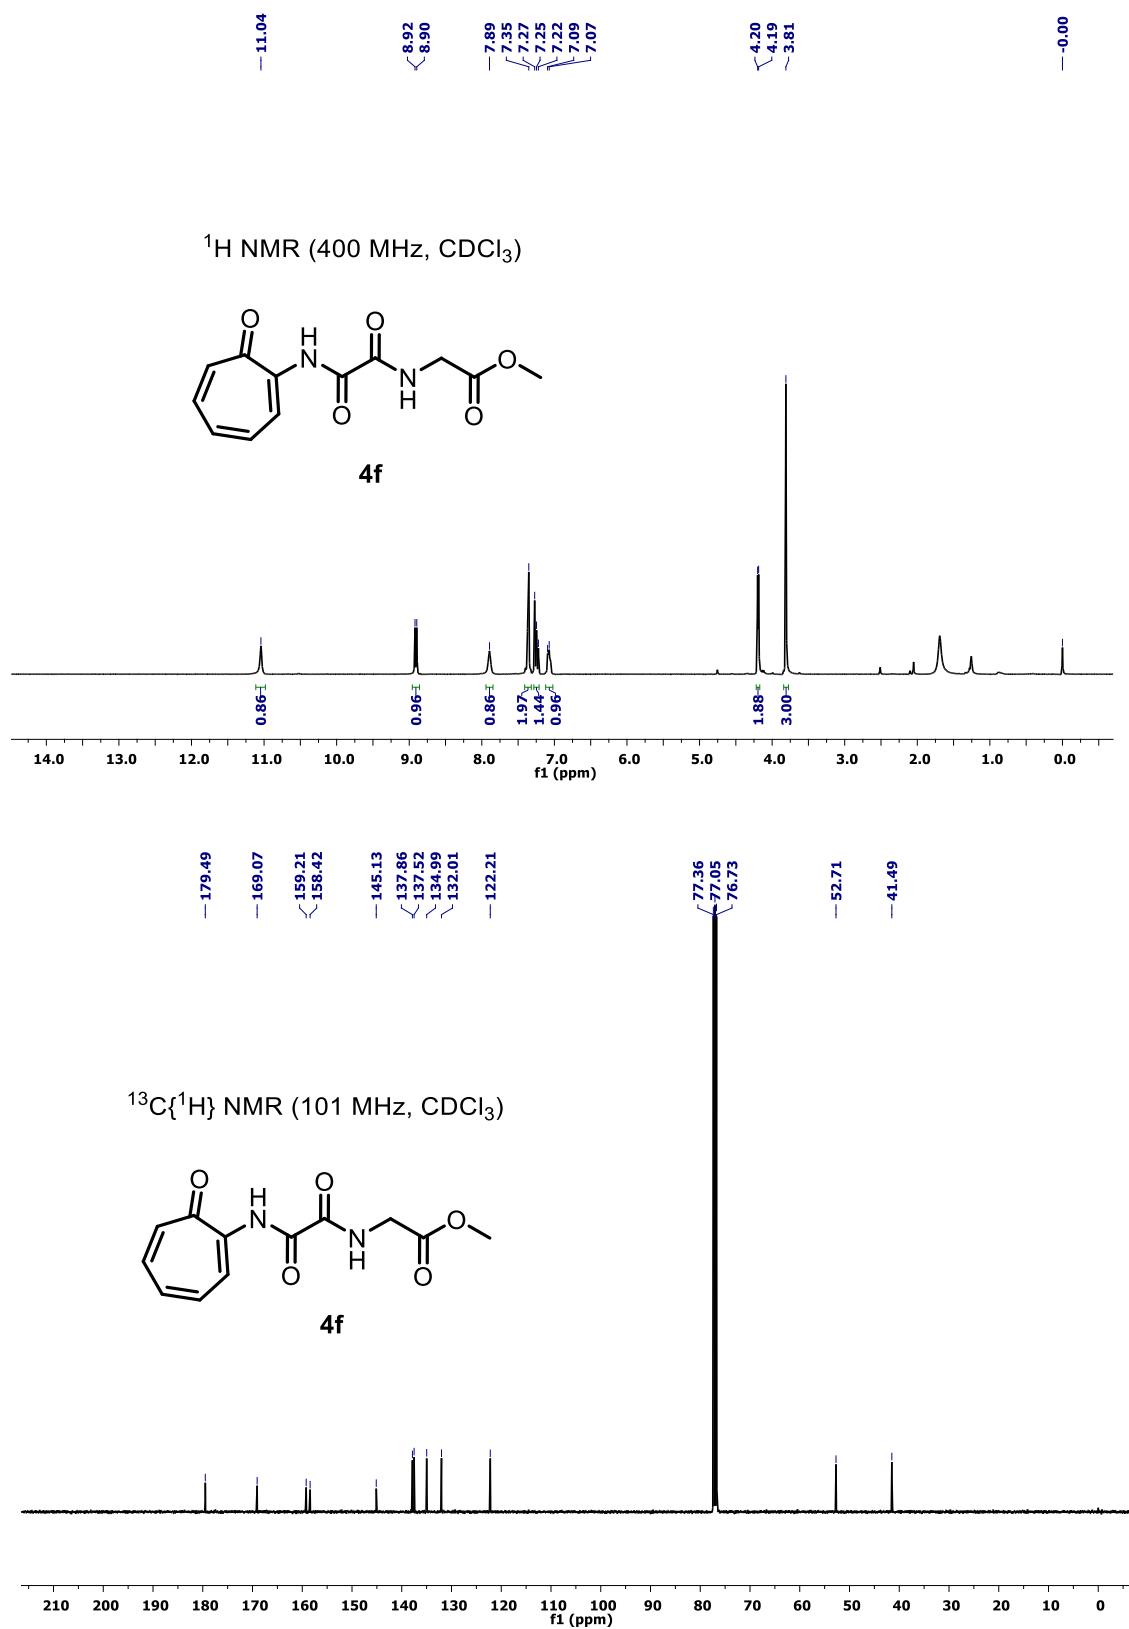 11.04
8.92
8.90
7.89
7.35
7.27
7.25
7.22
7.09
7.07
4.20
4.19
3.81
-0.00
¹H NMR (400 MHz, CDCl₃)
O
H
N
O
O
N
H
O
O
4f
0.86
0.96
0.86
1.97
1.44
0.96
1.88
3.00
14.0 13.0 12.0 11.0 10.0 9.0 8.0 7.0 6.0 5.0 4.0 3.0 2.0 1.0 0.0
f1 (ppm)
179.49
169.07
159.21
158.42
145.13
137.86
137.52
134.99
132.01
122.21
77.36
77.05
76.73
52.71
41.49
¹³C{¹H} NMR (101 MHz, CDCl₃)
O
H
N
O
O
N
H
O
O
4f
210 200 190 180 170 160 150 140 130 120 110 100 90 80 70 60 50 40 30 20 10 0
f1 (ppm)